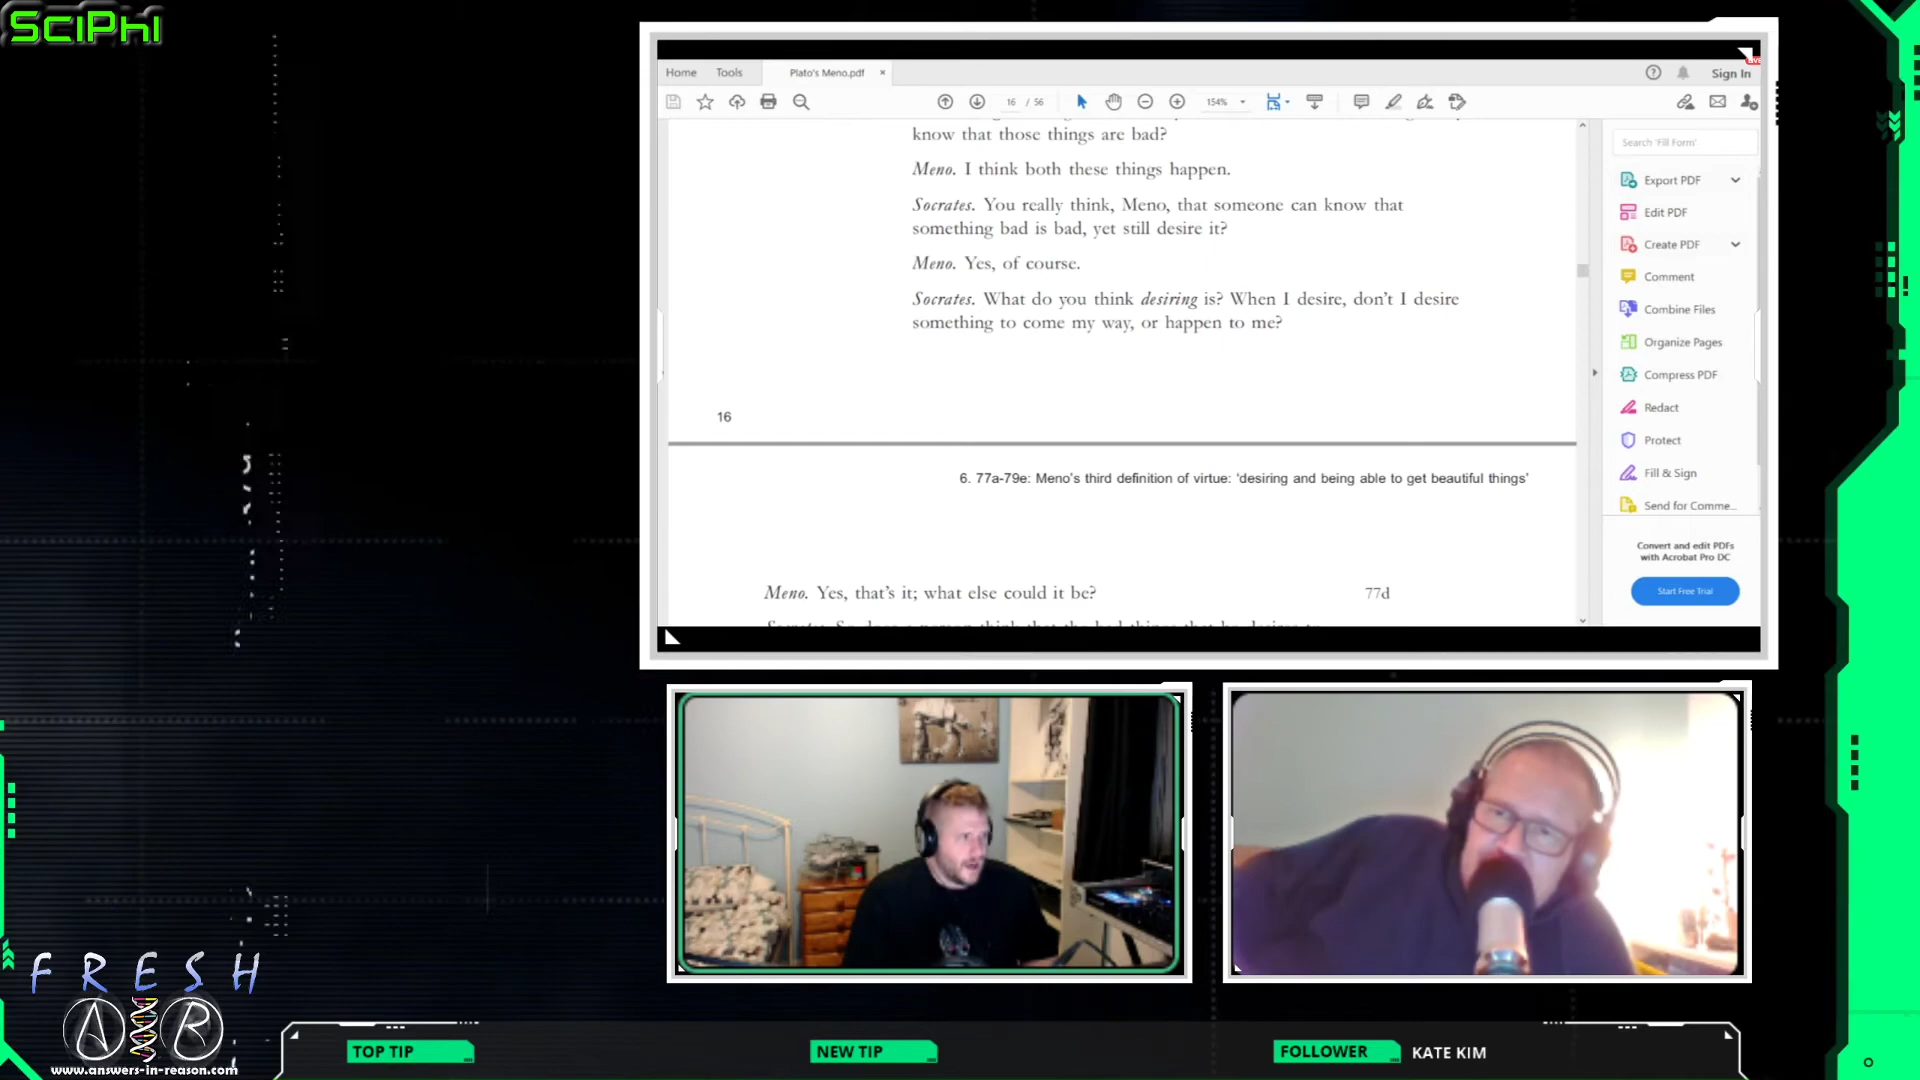 SciPhi
Home Tools Plato's Meno.pdf × Sign In
16 / 56 154%
know that those things are bad?
Meno. I think both these things happen.
Socrates. You really think, Meno, that someone can know that
something bad is bad, yet still desire it?
Meno. Yes, of course.
Socrates. What do you think desiring is? When I desire, don't I desire
something to come my way, or happen to me?
16
6. 77a-79e: Meno's third definition of virtue: 'desiring and being able to get beautiful things'
Meno. Yes, that's it; what else could it be? 77d
Search 'Fill Form'
Export PDF
Edit PDF
Create PDF
Comment
Combine Files
Organize Pages
Compress PDF
Redact
Protect
Fill & Sign
Send for Comme...
Convert and edit PDFs
with Acrobat Pro DC
Start Free Trial
FRESH
A R
www.answers-in-reason.com
TOP TIP
NEW TIP
FOLLOWER KATE KIM